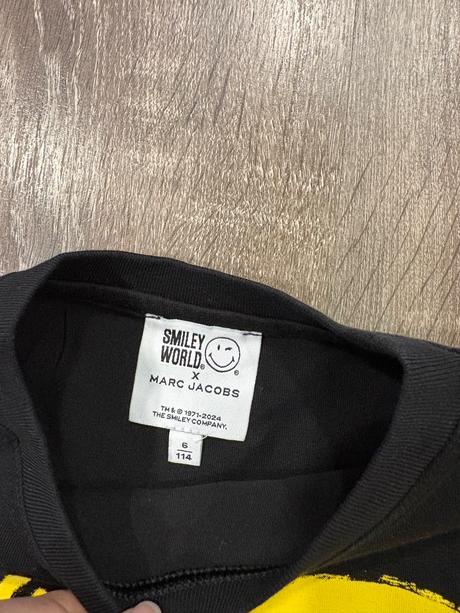 SMILEY
WORLD®
®
X
MARC JACOBS
TM & © 1971-2024
THE SMILEY COMPANY.
6
114